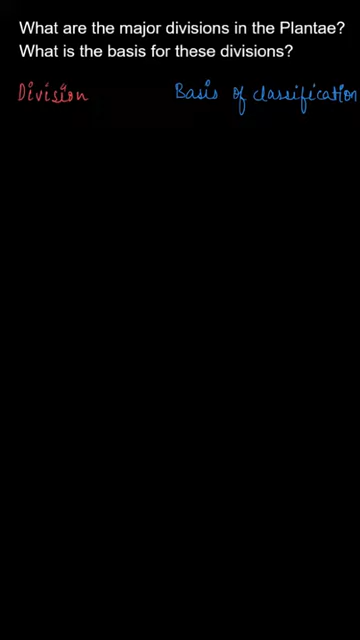 What are the major divisions in the Plantae?
What is the basis for these divisions?
Division Basis of classification